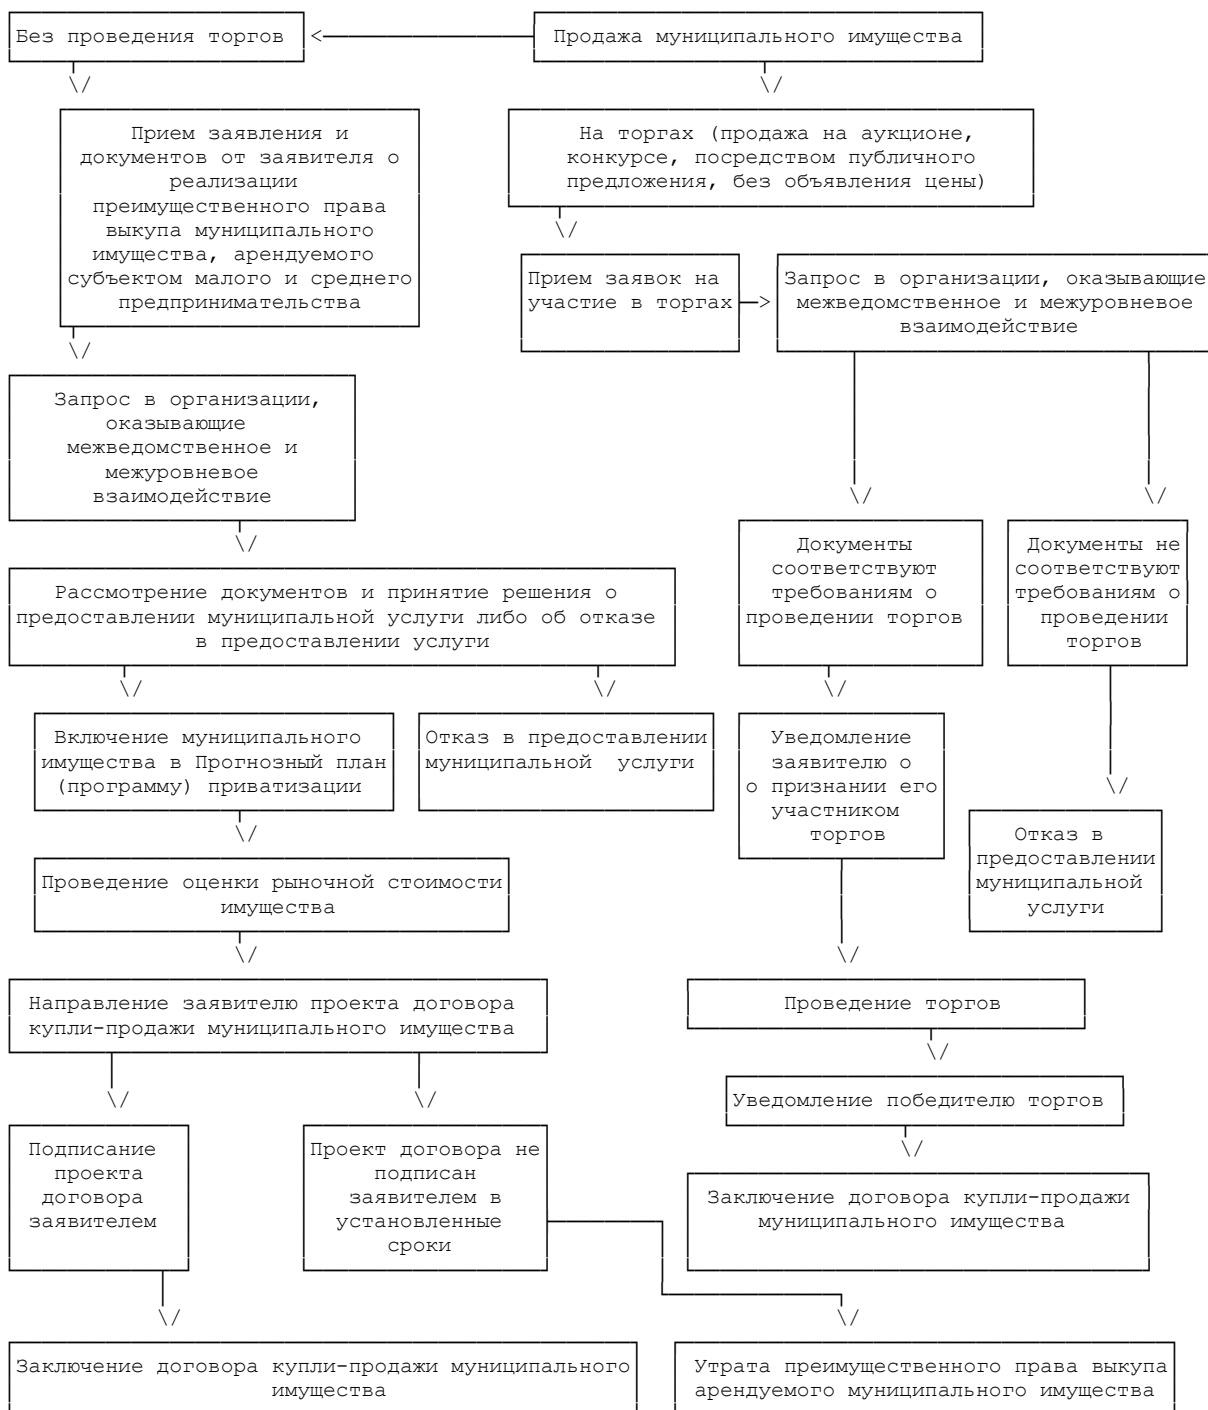 Без проведения торгов
Продажа муниципального имущества
Прием заявления и
документов от заявителя о
реализации
преимущественного права
выкупа муниципального
имущества, арендуемого
субъектом малого и среднего
предпринимательства
На торгах (продажа на аукционе,
конкурсе, посредством публичного
предложения, без объявления цены)
Прием заявок на
участие в торгах
Запрос в организации, оказывающие
межведомственное и межуровневое
взаимодействие
Запрос в организации,
оказывающие
межведомственное и
межуровневое
взаимодействие
Документы
соответствуют
требованиям о
проведении торгов
Документы не
соответствуют
требованиям о
проведении
торгов
Рассмотрение документов и принятие решения о
предоставлении муниципальной услуги либо об отказе
в предоставлении услуги
Включение муниципального
имущества в Прогнозный план
(программу) приватизации
Отказ в предоставлении
муниципальной услуги
Уведомление
заявителю о
о признании его
участником
торгов
Отказ в
предоставлении
муниципальной
услуги
Проведение оценки рыночной стоимости
имущества
Направление заявителю проекта договора
купли-продажи муниципального имущества
Проведение торгов
Уведомление победителю торгов
Подписание
проекта
договора
заявителем
Проект договора не
подписан
заявителем в
установленные
сроки
Заключение договора купли-продажи
муниципального имущества
Заключение договора купли-продажи муниципального
имущества
Утрата преимущественного права выкупа
арендуемого муниципального имущества